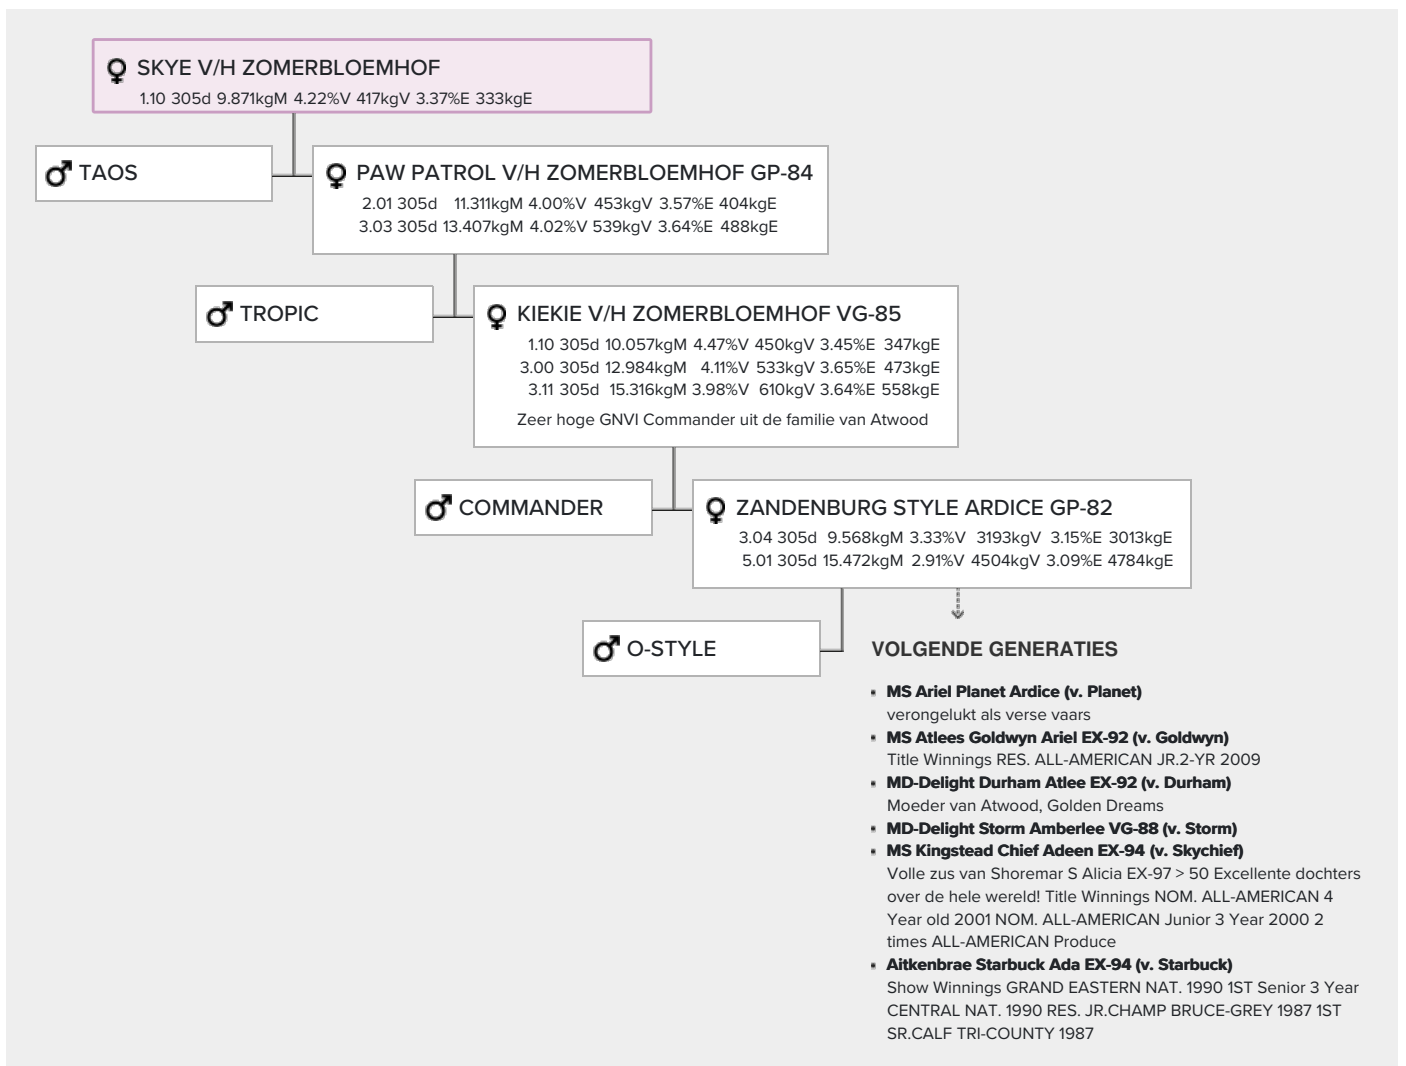 SKYE V/H ZOMERBLOEMHOF
1.10 305d 9.871kgM 4.22%V 417kgV 3.37%E 333kgE
TAOS
PAW PATROL V/H ZOMERBLOEMHOF GP-84
2.01 305d 11.311kgM 4.00%V 453kgV 3.57%E 404kgE
3.03 305d 13.407kgM 4.02%V 539kgV 3.64%E 488kgE
TROPIC
KIEKIE V/H ZOMERBLOEMHOF VG-85
1.10 305d 10.057kgM 4.47%V 450kgV 3.45%E 347kgE
3.00 305d 12.984kgM 4.11%V 533kgV 3.65%E 473kgE
3.11 305d 15.316kgM 3.98%V 610kgV 3.64%E 558kgE
Zeer hoge GNVI Commander uit de familie van Atwood
COMMANDER
ZANDENBURG STYLE ARDICE GP-82
3.04 305d 9.568kgM 3.33%V 3193kgV 3.15%E 3013kgE
5.01 305d 15.472kgM 2.91%V 4504kgV 3.09%E 4784kgE
O-STYLE
VOLGENDE GENERATIES
MS Ariel Planet Ardice (v. Planet)
verongelukt als verse vaars
MS Atlees Goldwyn Ariel EX-92 (v. Goldwyn)
Title Winnings RES. ALL-AMERICAN JR.2-YR 2009
MD-Delight Durham Atlee EX-92 (v. Durham)
Moeder van Atwood, Golden Dreams
MD-Delight Storm Amberlee VG-88 (v. Storm)
MS Kingstead Chief Adeen EX-94 (v. Skychief)
Volle zus van Shoremar S Alicia EX-97 > 50 Excellente dochters
over de hele wereld! Title Winnings NOM. ALL-AMERICAN 4
Year old 2001 NOM. ALL-AMERICAN Junior 3 Year 2000 2
times ALL-AMERICAN Produce
Aitkenbrae Starbuck Ada EX-94 (v. Starbuck)
Show Winnings GRAND EASTERN NAT. 1990 1ST Senior 3 Year
CENTRAL NAT. 1990 RES. JR.CHAMP BRUCE-GREY 1987 1ST
SR.CALF TRI-COUNTY 1987